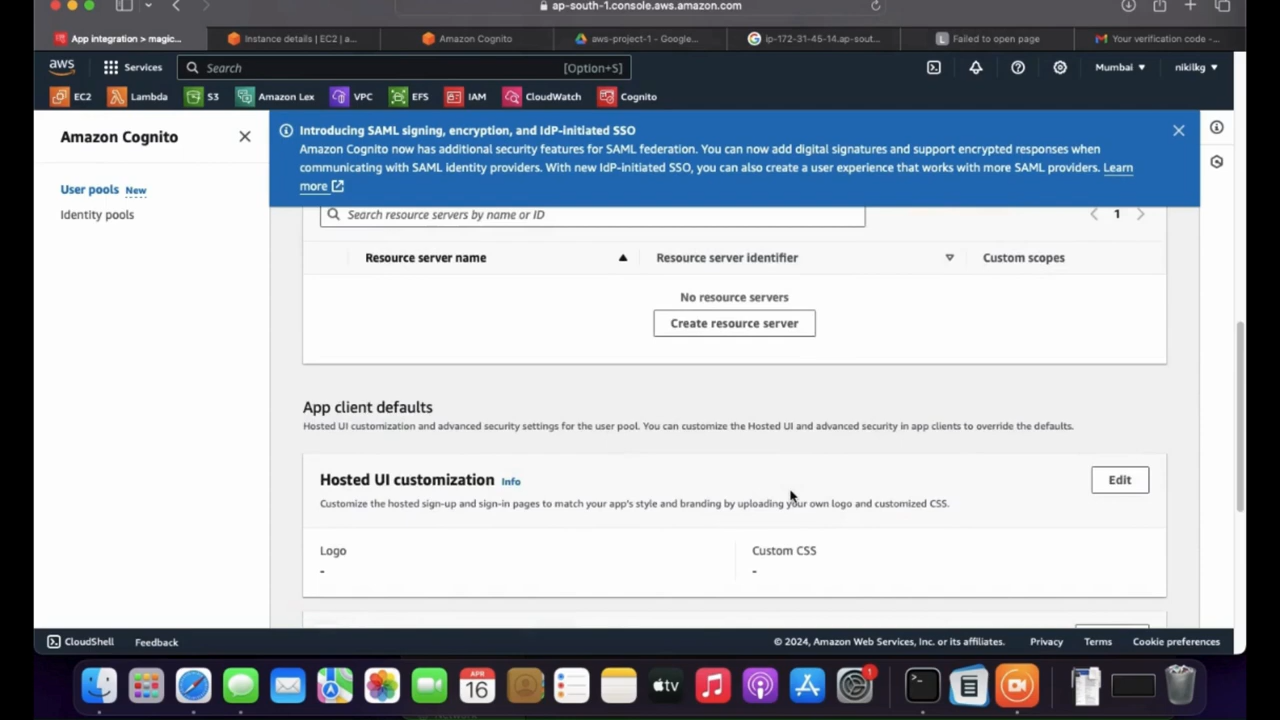 ap-south-1.console.aws.amazon.com
App integration > magic...
Instance details | EC2 | a...
Amazon Cognito
aws-project-1 - Google...
ip-172-31-45-14.ap-sout...
L
Failed to open page
Your verification code -...
aws
Services
Search
[Option+S]
Mumbai
nikilkg
EC2
Lambda
S3
Amazon Lex
VPC
EFS
IAM
CloudWatch
Cognito
Amazon Cognito
User pools New
Identity pools
Introducing SAML signing, encryption, and IdP-initiated SSO
Amazon Cognito now has additional security features for SAML federation. You can now add digital signatures and support encrypted responses when
communicating with SAML identity providers. With new IdP-initiated SSO, you can also create a user experience that works with more SAML providers. Learn
more
Search resource servers by name or ID
1
Resource server name
Resource server identifier
Custom scopes
No resource servers
Create resource server
App client defaults
Hosted UI customization and advanced security settings for the user pool. You can customize the Hosted UI and advanced security in app clients to override the defaults.
Hosted UI customization Info
Edit
Customize the hosted sign-up and sign-in pages to match your app's style and branding by uploading your own logo and customized CSS.
Logo
-
Custom CSS
-
CloudShell
Feedback
© 2024, Amazon Web Services, Inc. or its affiliates.
Privacy
Terms
Cookie preferences
APR
16
tv
1